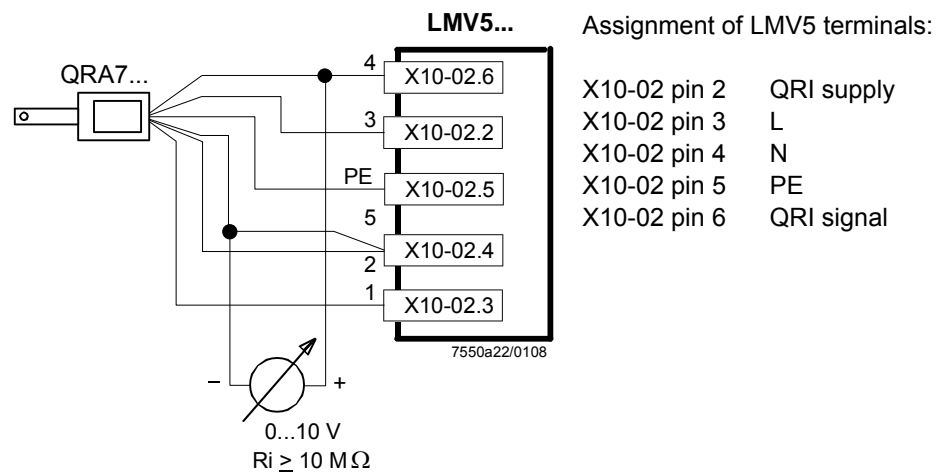 LMV5...
Assignment of LMV5 terminals:
QRA7...
4 X10-02.6
3 X10-02.2
PE X10-02.5
5
X10-02.4
2
1 X10-02.3
7550a22/0108
X10-02 pin 2 QRI supply
X10-02 pin 3 L
X10-02 pin 4 N
X10-02 pin 5 PE
X10-02 pin 6 QRI signal
– +
0...10 V
Ri ≥ 10 MΩ